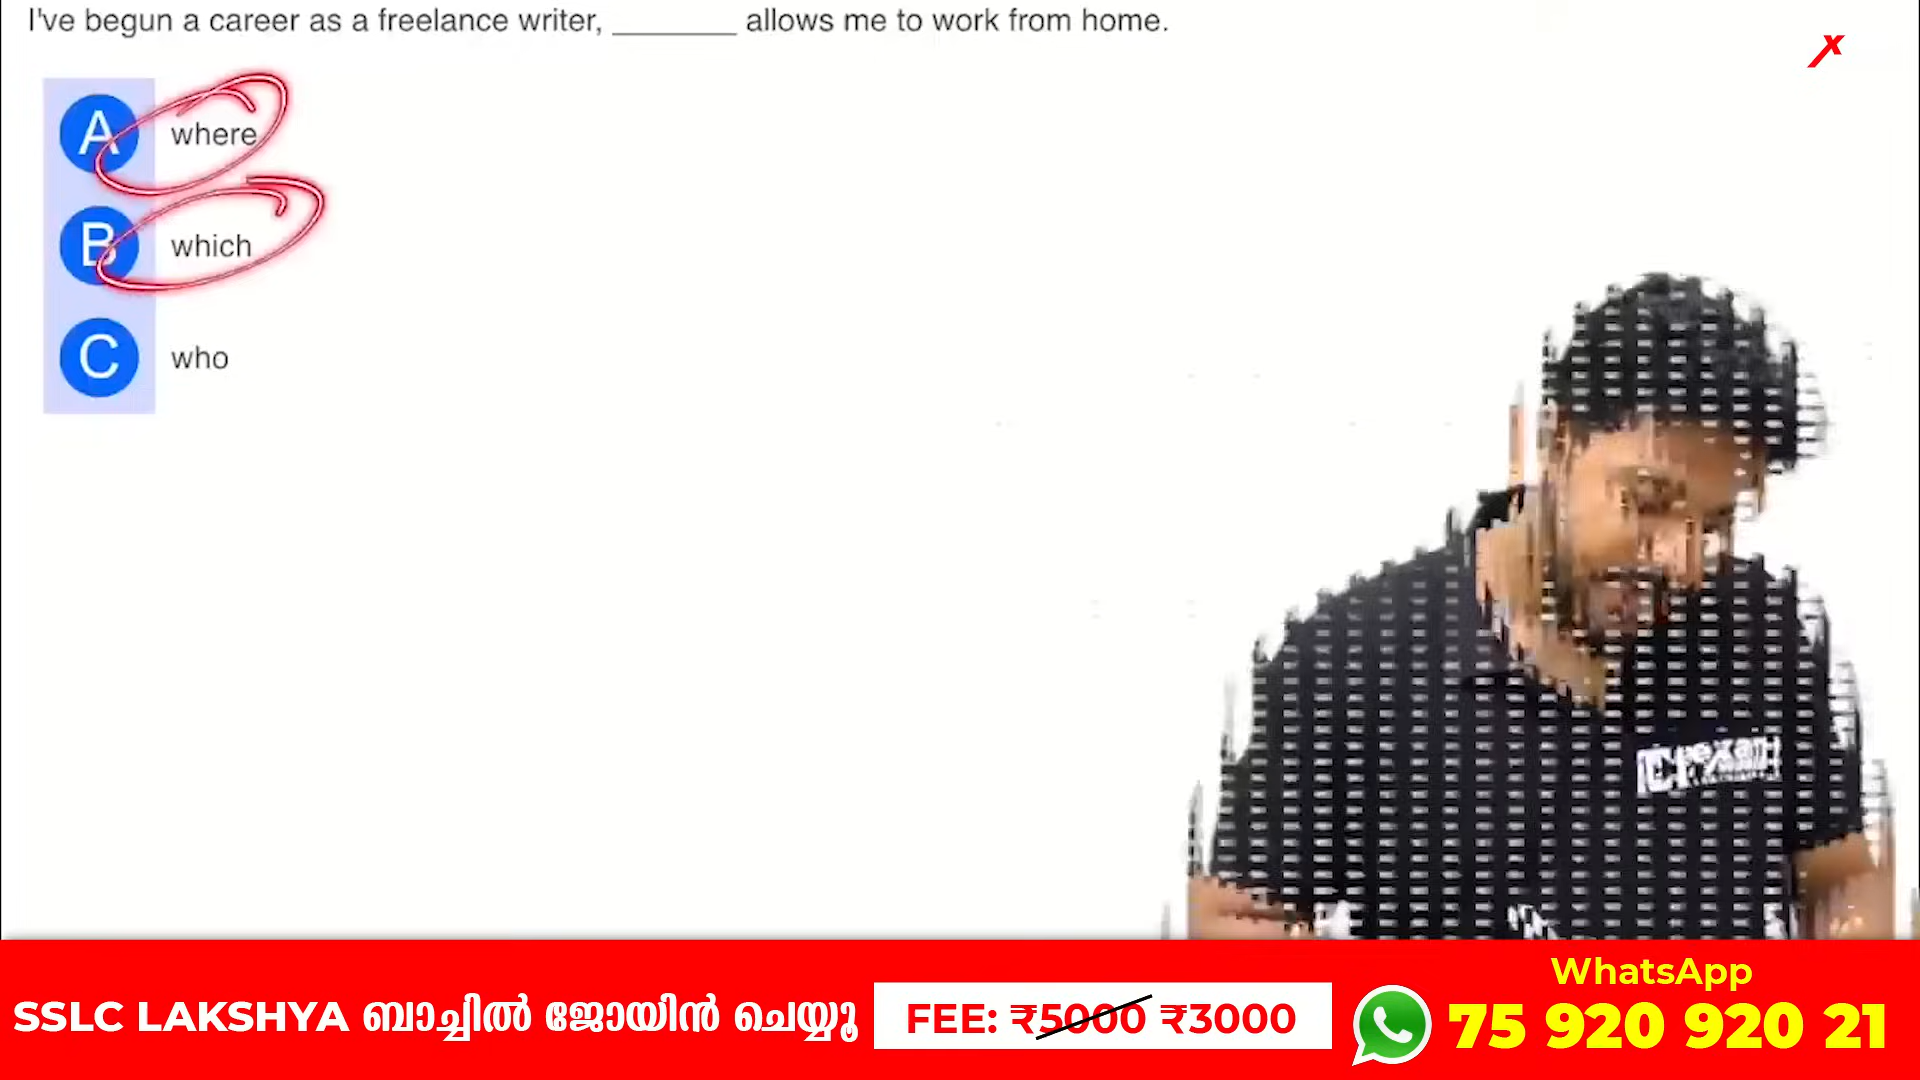 I've begun a career as a freelance writer, ________ allows me to work from home.
A where
B which
C who
SSLC LAKSHYA ബാച്ചിൽ ജോയിൻ ചെയ്യൂ
FEE: ₹5000 ₹3000
WhatsApp
75 920 920 21